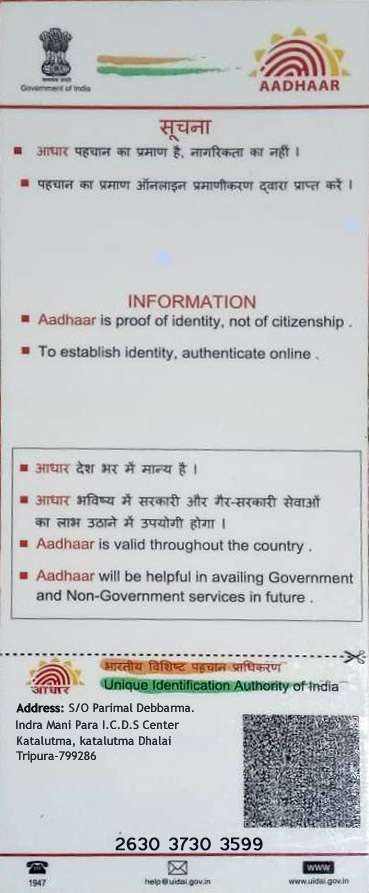 सत्यमेव जयते
Government of India
AADHAAR
सूचना
आधार पहचान का प्रमाण है, नागरिकता का नहीं ।
पहचान का प्रमाण ऑनलाइन प्रमाणीकरण द्वारा प्राप्त करें ।
INFORMATION
Aadhaar is proof of identity, not of citizenship .
To establish identity, authenticate online .
आधार देश भर में मान्य है ।
आधार भविष्य में सरकारी और गैर-सरकारी सेवाओं
का लाभ उठाने में उपयोगी होगा ।
Aadhaar is valid throughout the country .
Aadhaar will be helpful in availing Government
and Non-Government services in future .
भारतीय विशिष्ट पहचान प्राधिकरण
आधार
Unique Identification Authority of India
Address: S/O Parimal Debbarma.
Indra Mani Para I.C.D.S Center
Katalutma, katalutma Dhalai
Tripura-799286
2630 3730 3599
1947
help@uidai.gov.in
www
www.uidai.gov.in